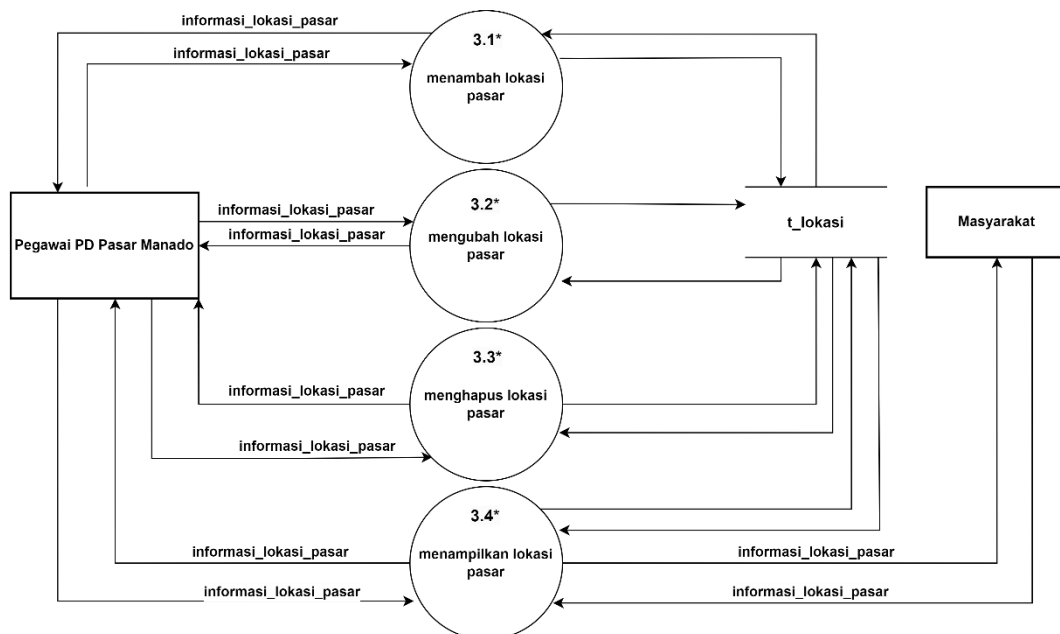 informasi_lokasi_pasar
informasi_lokasi_pasar
3.1*
menambah lokasi
pasar
Pegawai PD Pasar Manado
informasi_lokasi_pasar
informasi_lokasi_pasar
3.2*
mengubah lokasi
pasar
t_lokasi
Masyarakat
3.3*
menghapus lokasi
pasar
informasi_lokasi_pasar
informasi_lokasi_pasar
3.4*
menampilkan lokasi
pasar
informasi_lokasi_pasar
informasi_lokasi_pasar
informasi_lokasi_pasar
informasi_lokasi_pasar